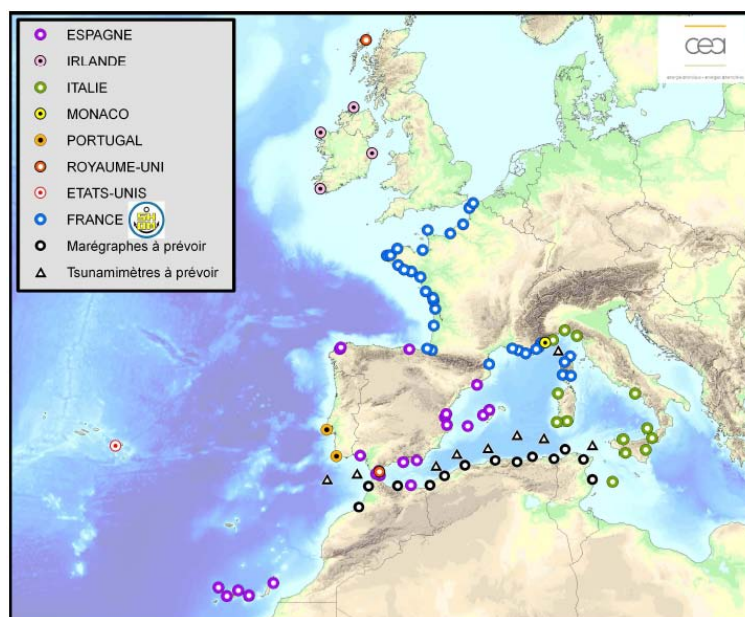 ESPAGNE
IRLANDE
ITALIE
MONACO
PORTUGAL
ROYAUME-UNI
ETATS-UNIS
FRANCE
Marégraphes à prévoir
Tsunamimètres à prévoir
cea